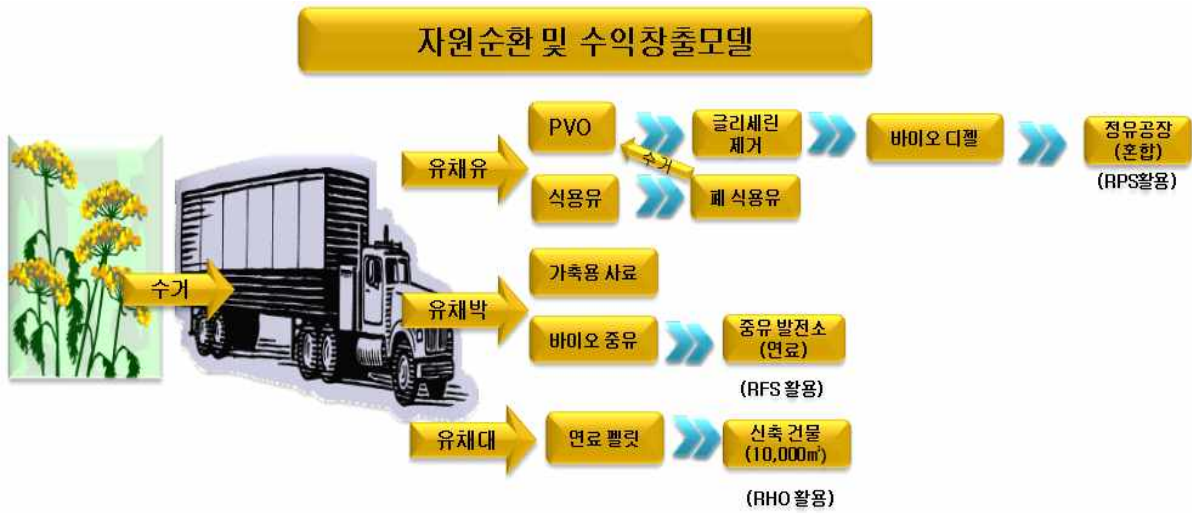 자원순환 및 수익창출모델
수거
유채유
PVO
글리세린
제거
바이오 디젤
정유공장
(혼합)
(RPS활용)
수거
식용유
폐 식용유
유채박
가축용 사료
바이오 중유
중유 발전소
(연료)
(RFS 활용)
유채대
연료 펠릿
신축 건물
(10,000㎡)
(RHO 활용)